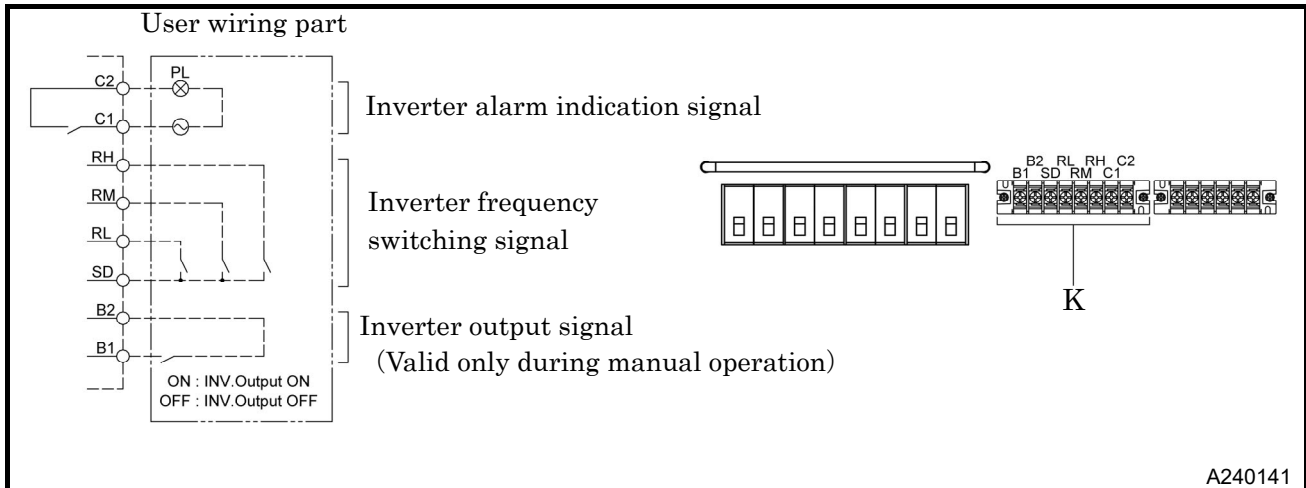 User wiring part
C2
PL
C1
Inverter alarm indication signal
RH
RM
RL
SD
Inverter frequency
switching signal
B2
B1
Inverter output signal
（Valid only during manual operation）
ON : INV.Output ON
OFF : INV.Output OFF
B2 RL RH C2
B1 SD RM C1
K
A240141